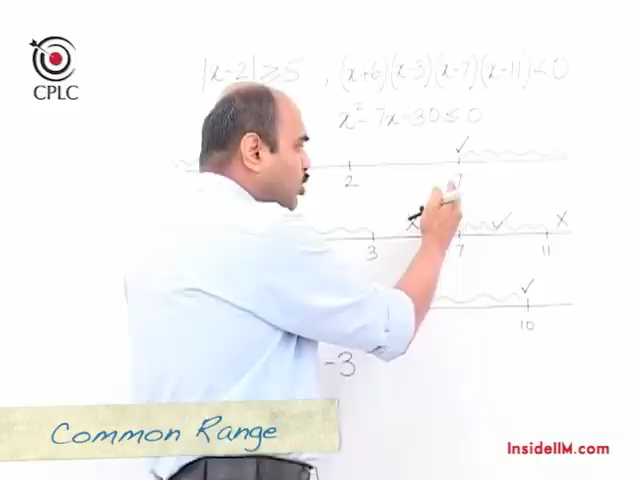 CPLC
|x-2| ≥ 5 , (x+6)(x-3)(x-7)(x-11) < 0
x² - 7x - 30 ≤ 0
2 7
3 7 11
10
-3
Common Range
InsideIIM.com